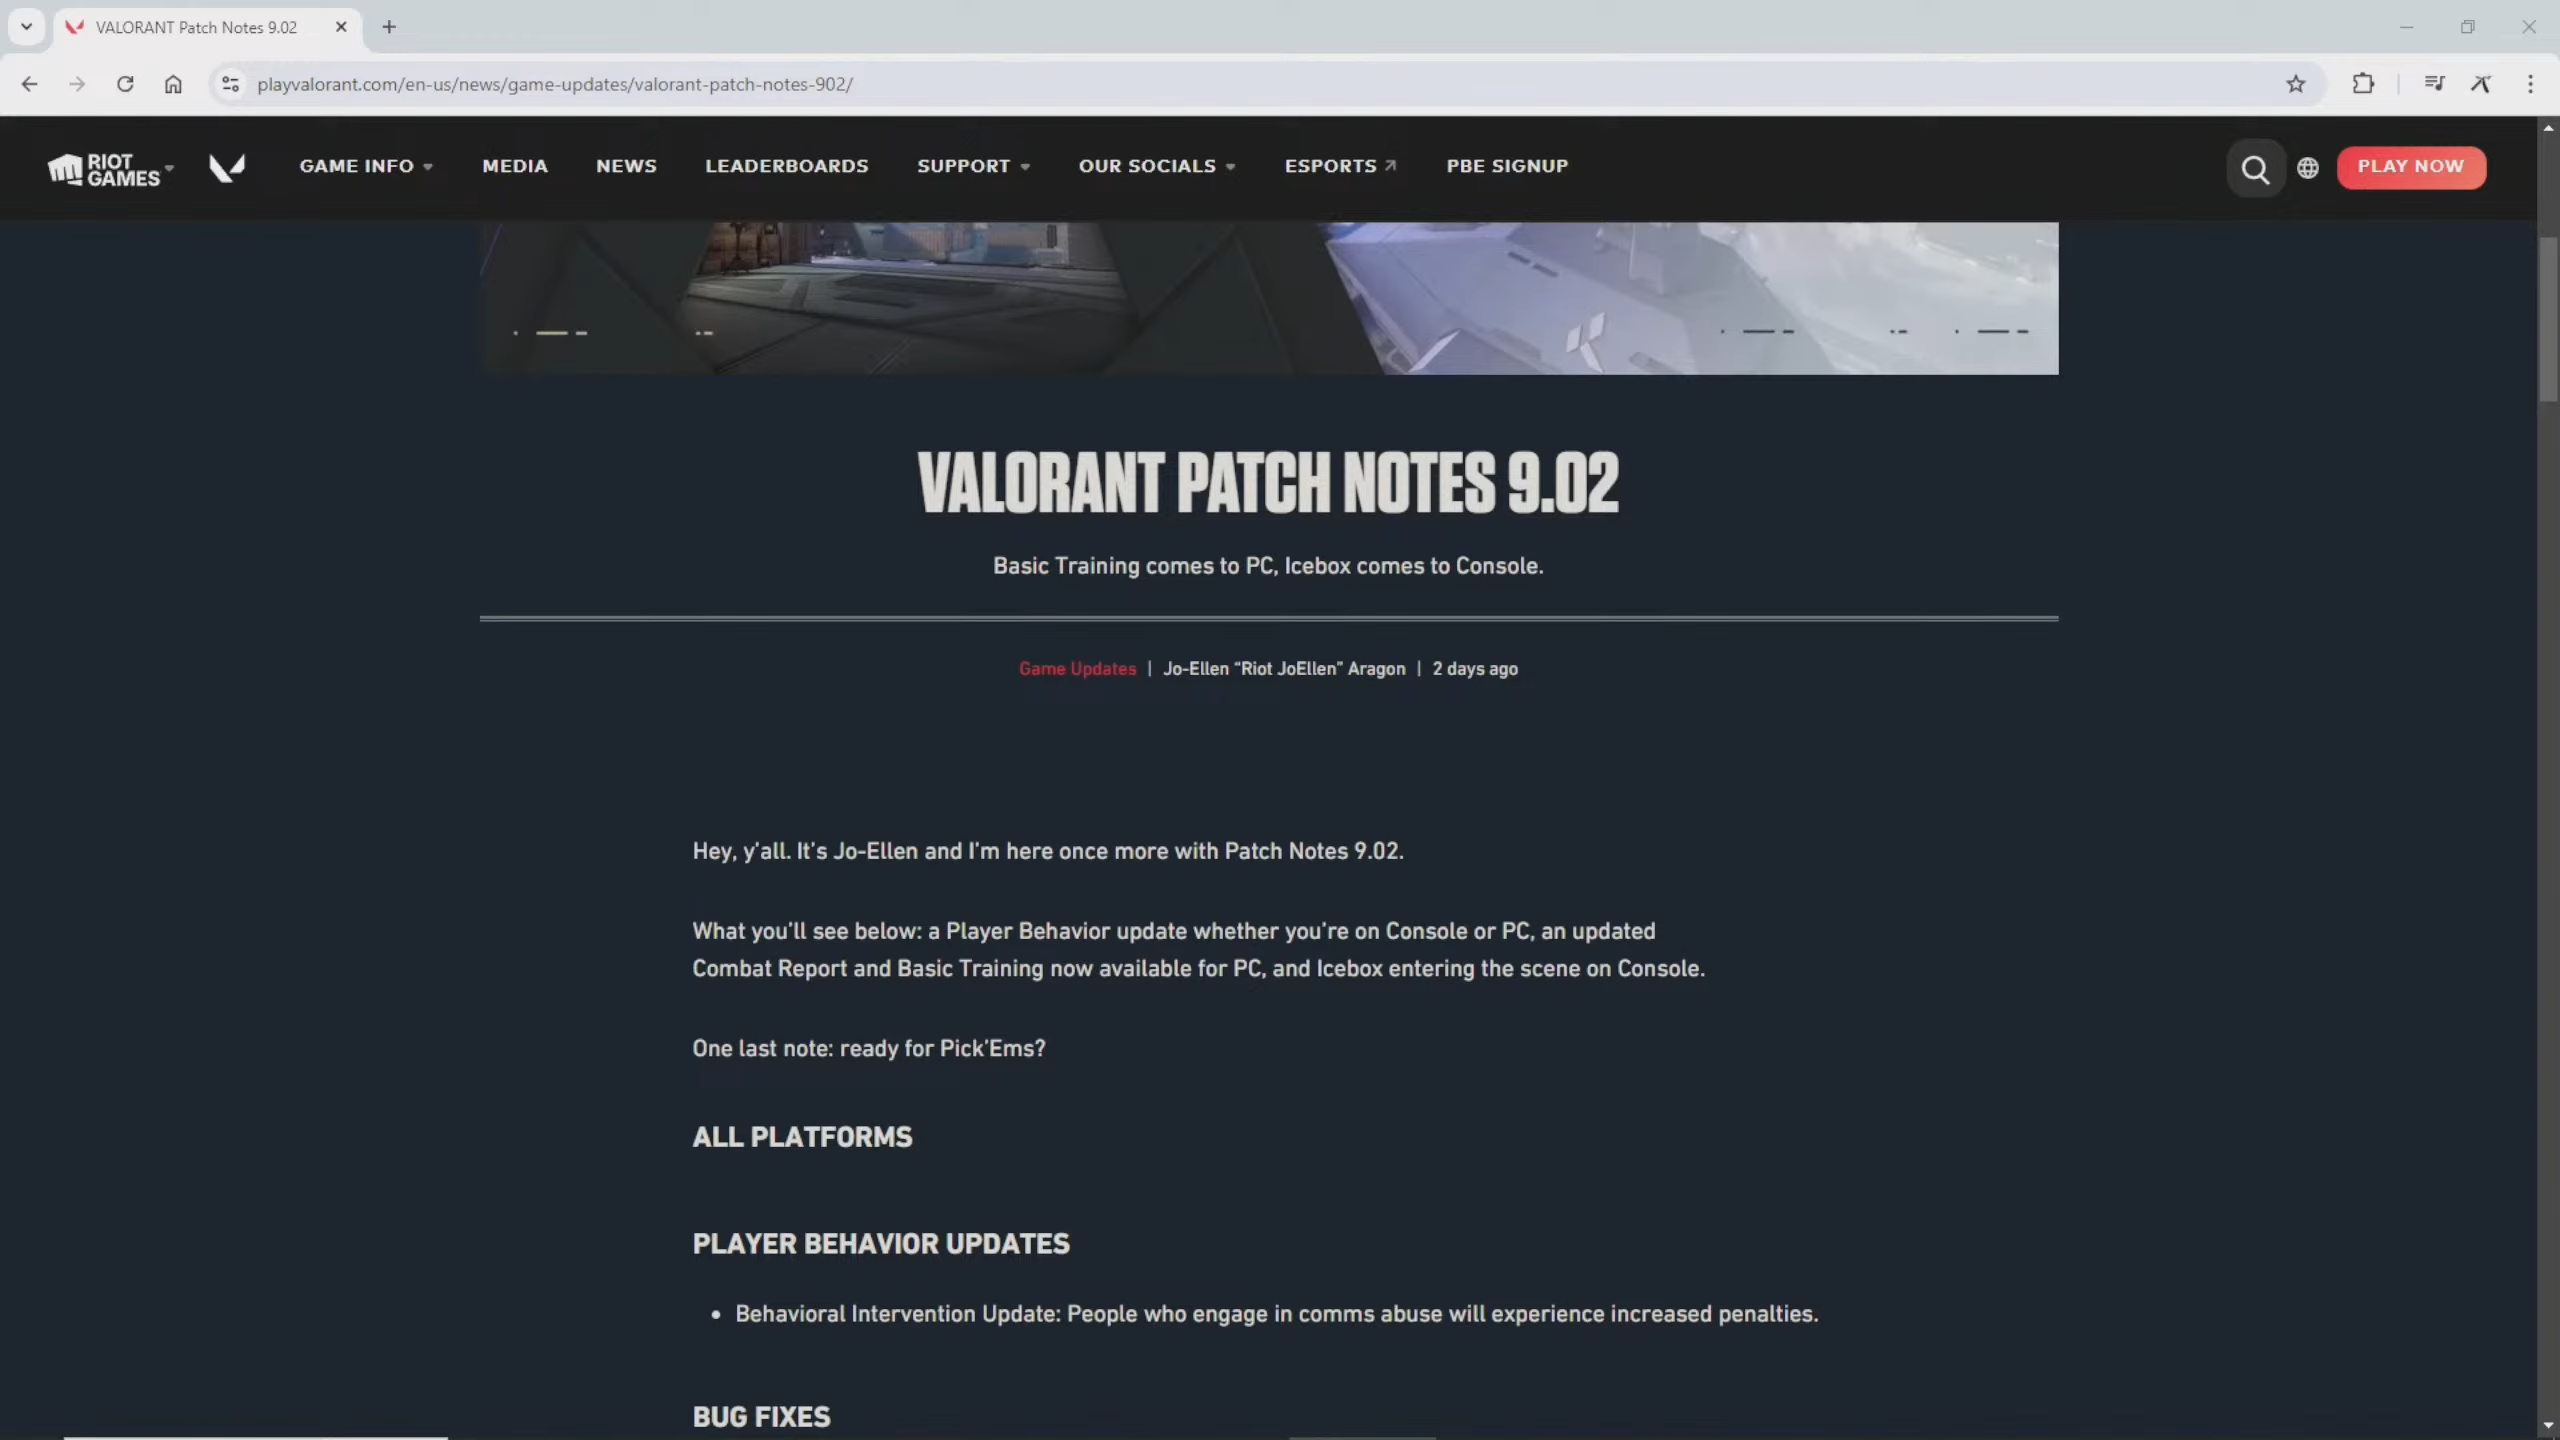 VALORANT Patch Notes 9.02
playvalorant.com/en-us/news/game-updates/valorant-patch-notes-902/
RIOT GAMES
GAME INFO
MEDIA
NEWS
LEADERBOARDS
SUPPORT
OUR SOCIALS
ESPORTS
PBE SIGNUP
PLAY NOW
VALORANT PATCH NOTES 9.02
Basic Training comes to PC, Icebox comes to Console.
Game Updates | Jo-Ellen “Riot JoEllen” Aragon | 2 days ago
Hey, y'all. It's Jo-Ellen and I'm here once more with Patch Notes 9.02.
What you'll see below: a Player Behavior update whether you're on Console or PC, an updated
Combat Report and Basic Training now available for PC, and Icebox entering the scene on Console.
One last note: ready for Pick'Ems?
ALL PLATFORMS
PLAYER BEHAVIOR UPDATES
• Behavioral Intervention Update: People who engage in comms abuse will experience increased penalties.
BUG FIXES